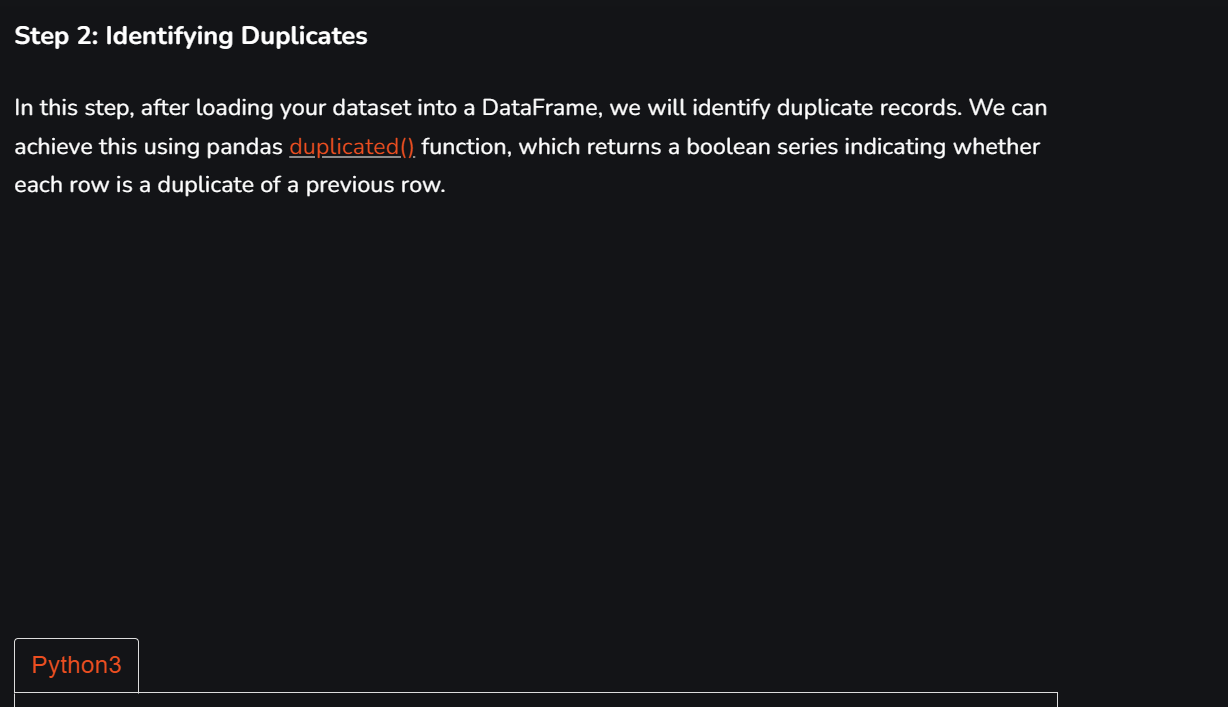 Step 2: Identifying Duplicates
In this step, after loading your dataset into a DataFrame, we will identify duplicate records. We can
achieve this using pandas duplicated() function, which returns a boolean series indicating whether
each row is a duplicate of a previous row.
Python3